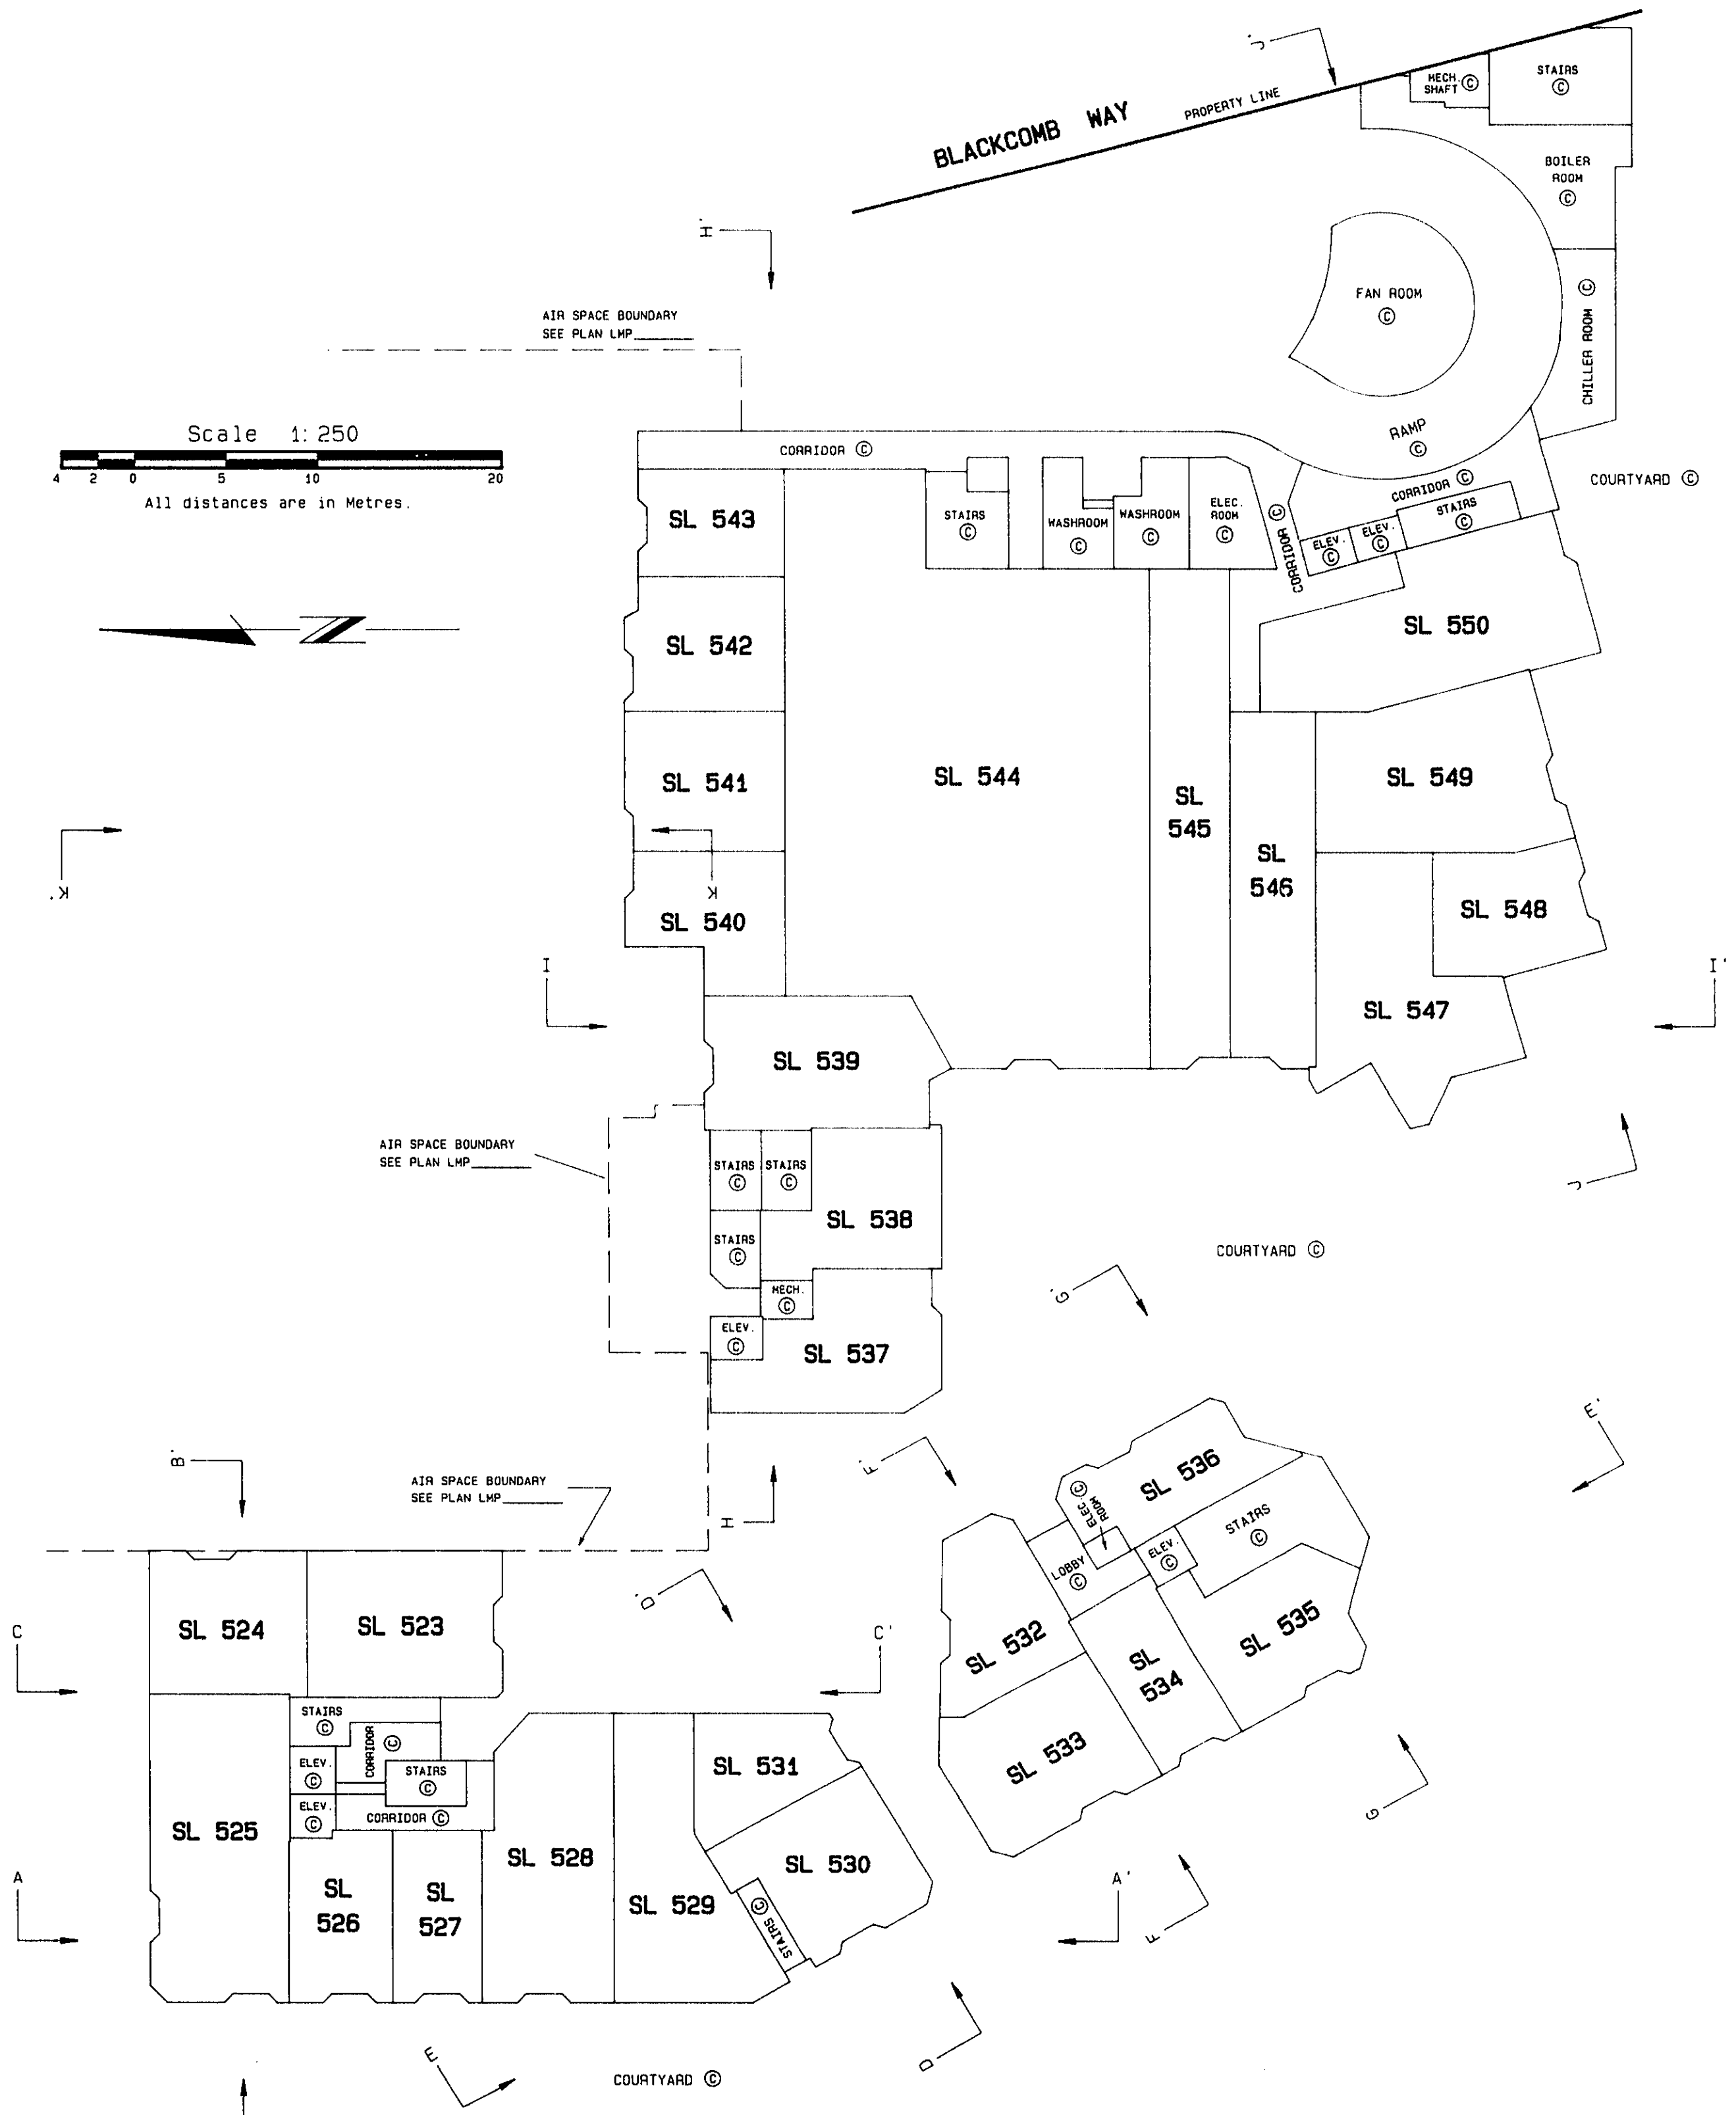 J'
MECH.
SHAFT Ⓒ
STAIRS
Ⓒ
PROPERTY LINE
BLACKCOMB WAY
BOILER
ROOM
Ⓒ
H'
FAN ROOM
Ⓒ
CHILLER ROOM Ⓒ
AIR SPACE BOUNDARY
SEE PLAN LMP______
Scale 1:250
4 2 0 5 10 20
All distances are in Metres.
RAMP
Ⓒ
CORRIDOR Ⓒ
CORRIDOR Ⓒ
COURTYARD Ⓒ
SL 543
STAIRS
Ⓒ
WASHROOM
Ⓒ
WASHROOM
Ⓒ
ELEC.
ROOM
Ⓒ
CORRIDOR Ⓒ
ELEV.
Ⓒ
ELEV.
Ⓒ
STAIRS
Ⓒ
SL 542
SL 550
SL 541
SL 544
SL
545
SL 549
K'
K
SL
546
SL 540
SL 548
I
I'
SL 547
SL 539
AIR SPACE BOUNDARY
SEE PLAN LMP______
STAIRS
Ⓒ
STAIRS
Ⓒ
J
SL 538
STAIRS
Ⓒ
COURTYARD Ⓒ
MECH.
Ⓒ
G'
ELEV.
Ⓒ
SL 537
E'
B'
F'
AIR SPACE BOUNDARY
SEE PLAN LMP______
H
SL 536
ELEC.
ROOM
Ⓒ
STAIRS
Ⓒ
LOBBY
Ⓒ
ELEV.
Ⓒ
D'
C
SL 524
SL 523
C'
SL 532
SL
534
SL 535
STAIRS
Ⓒ
CORRIDOR
Ⓒ
ELEV.
Ⓒ
STAIRS
Ⓒ
SL 531
SL 533
ELEV.
Ⓒ
CORRIDOR Ⓒ
G
SL 525
SL 528
SL 530
A
SL
526
SL
527
SL 529
STAIRS Ⓒ
A'
F
E
D
COURTYARD Ⓒ